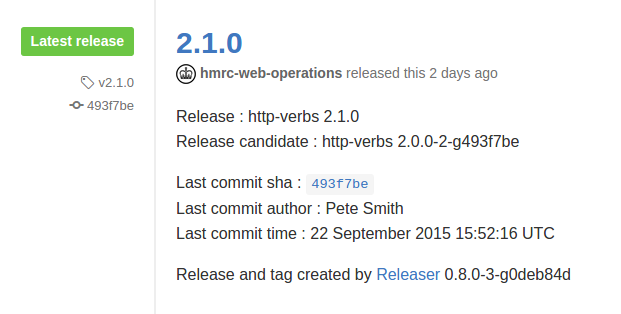 Latest release
v2.1.0
493f7be
2.1.0
hmrc-web-operations released this 2 days ago
Release : http-verbs 2.1.0
Release candidate : http-verbs 2.0.0-2-g493f7be
Last commit sha : 493f7be
Last commit author : Pete Smith
Last commit time : 22 September 2015 15:52:16 UTC
Release and tag created by Releaser 0.8.0-3-g0deb84d